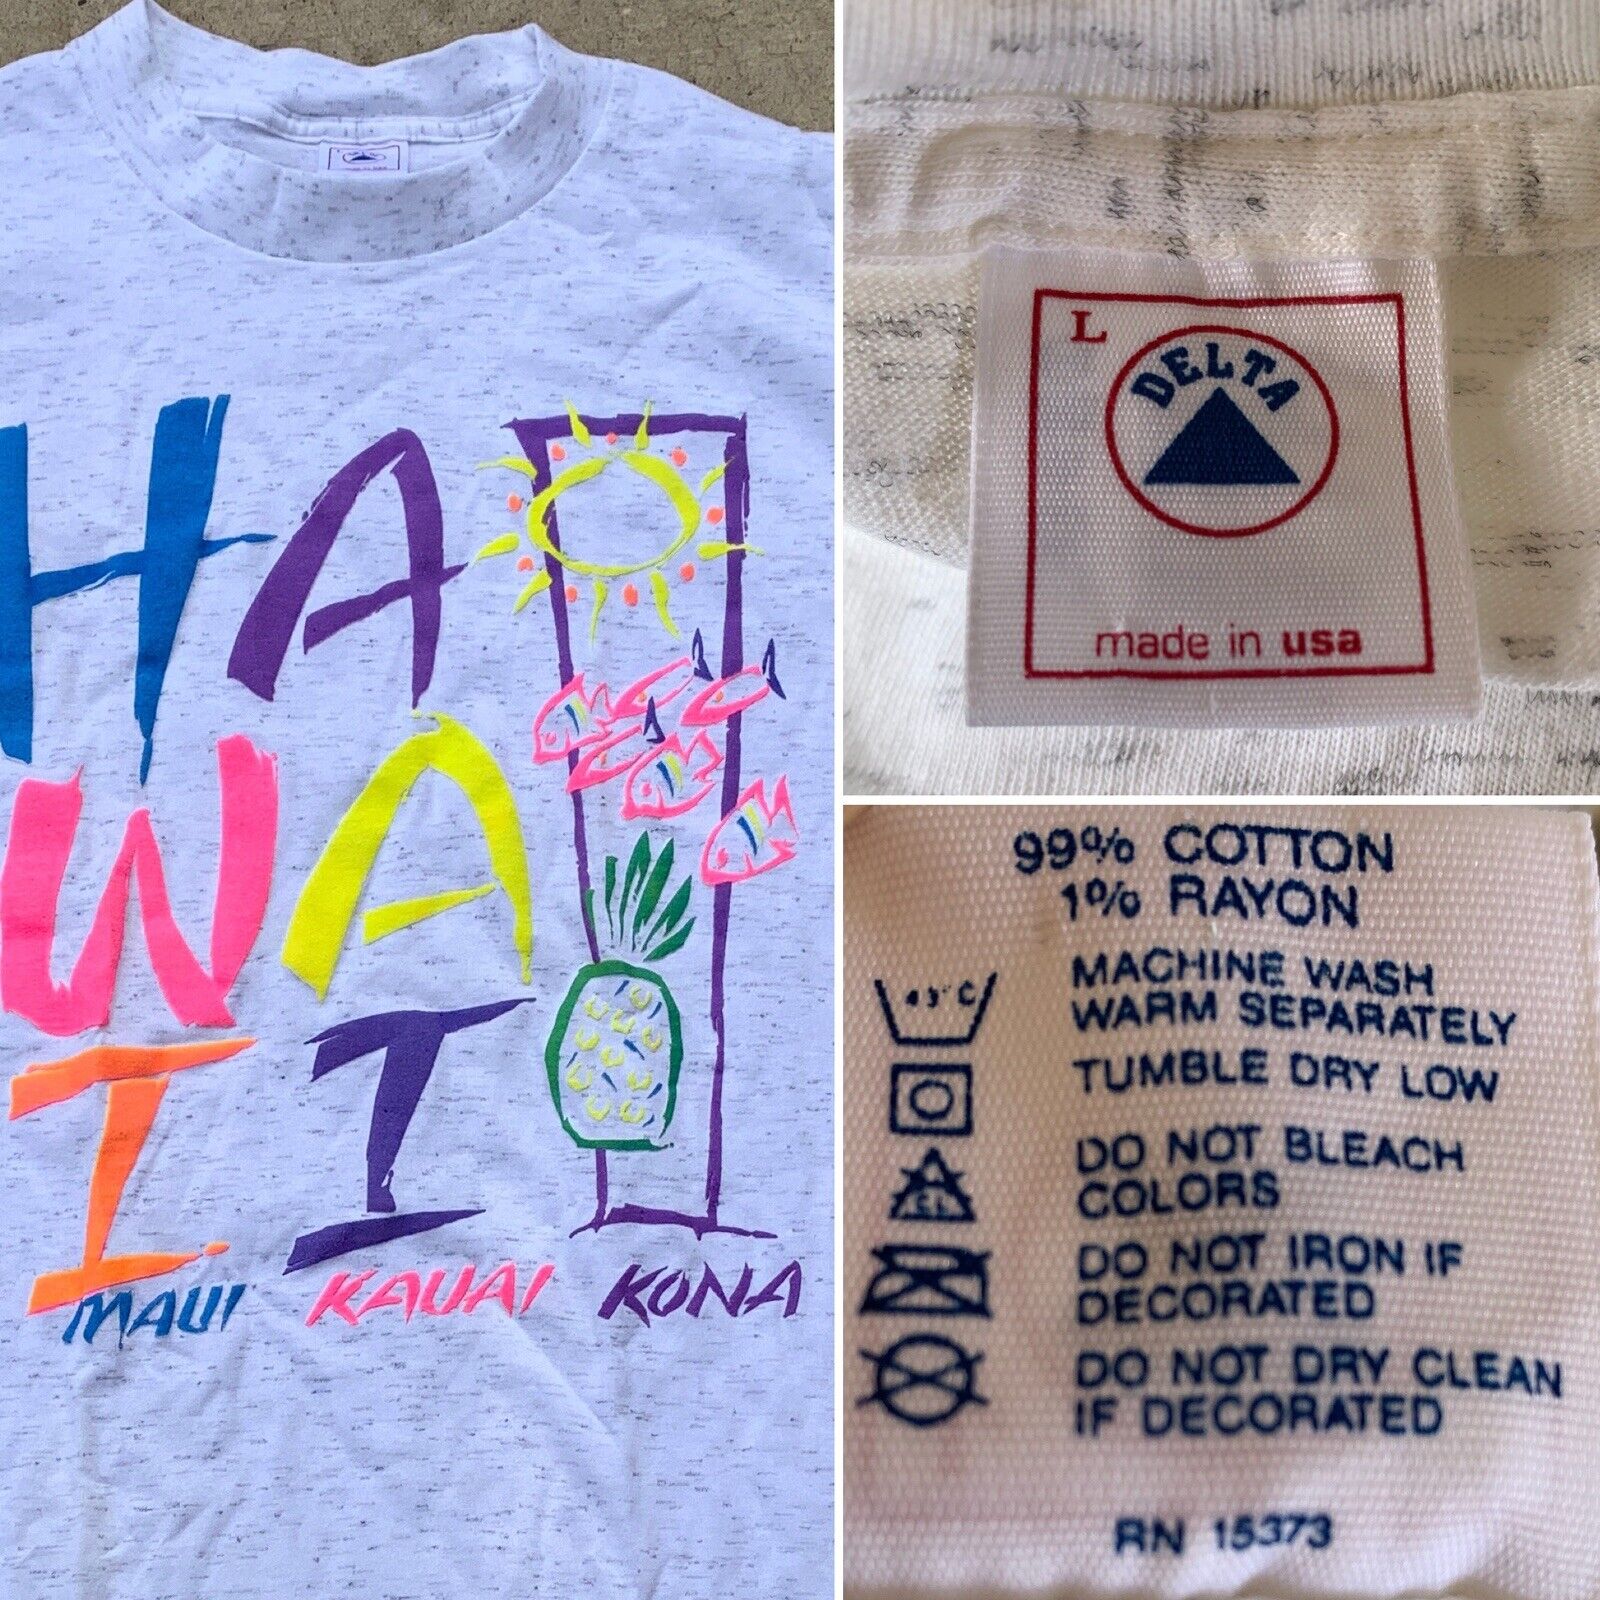 HA
WA
II
MAUI KAUAI KONA
L
DELTA
made in usa
99% COTTON
1% RAYON
MACHINE WASH
WARM SEPARATELY
TUMBLE DRY LOW
DO NOT BLEACH
COLORS
DO NOT IRON IF
DECORATED
DO NOT DRY CLEAN
IF DECORATED
RN 15373